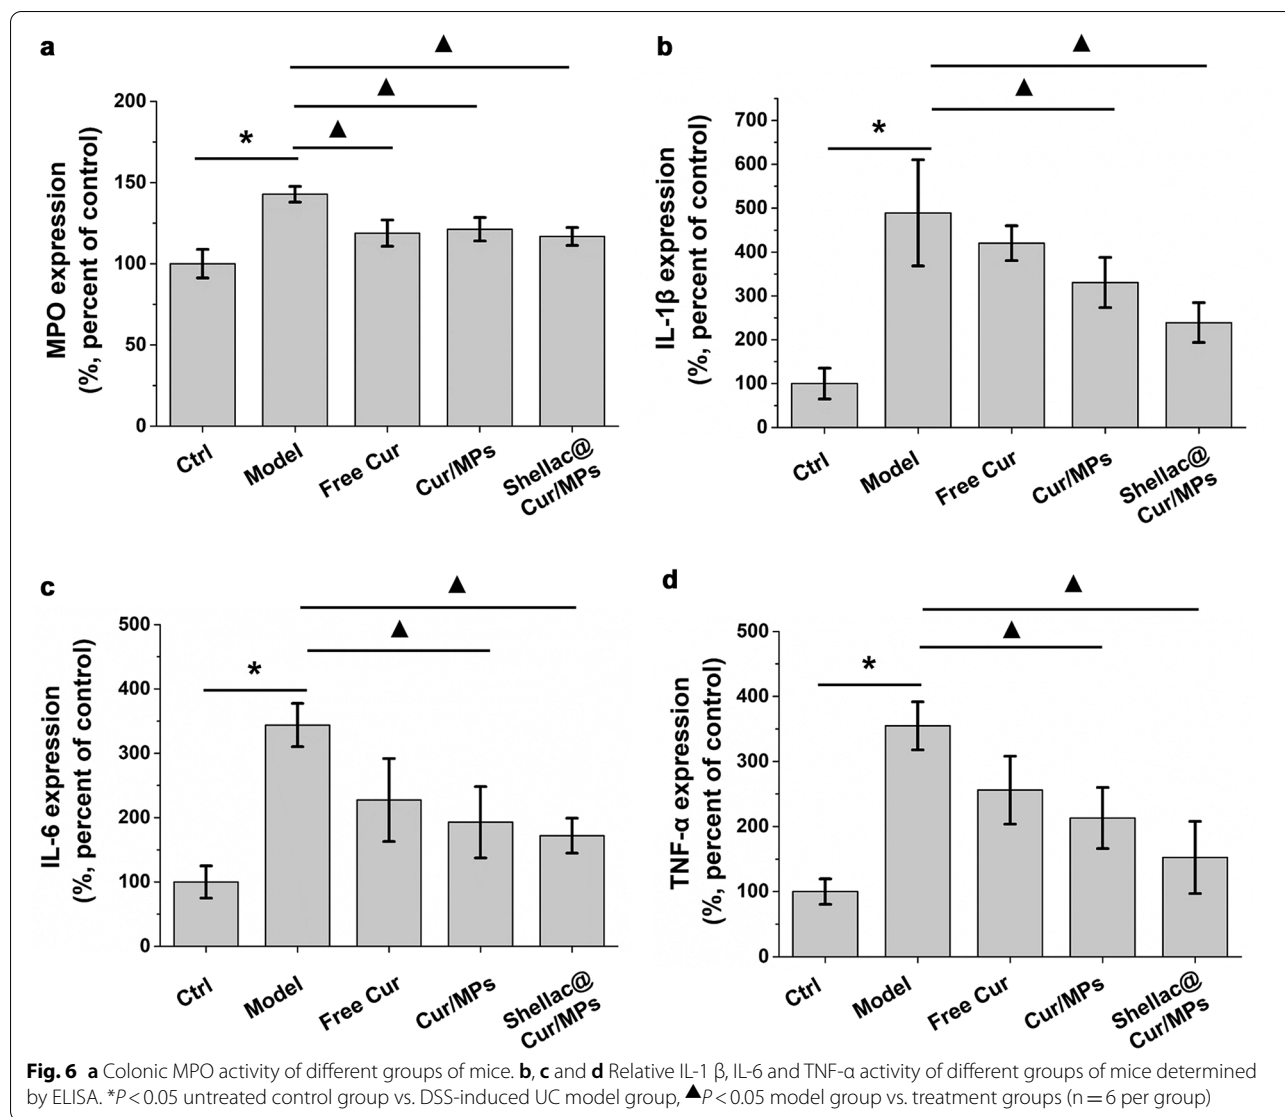 a
▲
▲
▲
*
MPO expression
(%, percent of control)
200
150
100
50
0
Ctrl
Model
Free Cur
Cur/MPs
Shellac@
Cur/MPs
b
▲
▲
*
IL-1β expression
(%, percent of control)
700
600
500
400
300
200
100
0
Ctrl
Model
Free Cur
Cur/MPs
Shellac@
Cur/MPs
c
▲
▲
*
IL-6 expression
(%, percent of control)
500
400
300
200
100
0
Ctrl
Model
Free Cur
Cur/MPs
Shellac@
Cur/MPs
d
▲
▲
*
TNF-α expression
(%, percent of control)
500
400
300
200
100
0
Ctrl
Model
Free Cur
Cur/MPs
Shellac@
Cur/MPs
Fig. 6 a Colonic MPO activity of different groups of mice. b, c and d Relative IL-1 β, IL-6 and TNF-α activity of different groups of mice determined
by ELISA. *P < 0.05 untreated control group vs. DSS-induced UC model group, ▲P < 0.05 model group vs. treatment groups (n = 6 per group)